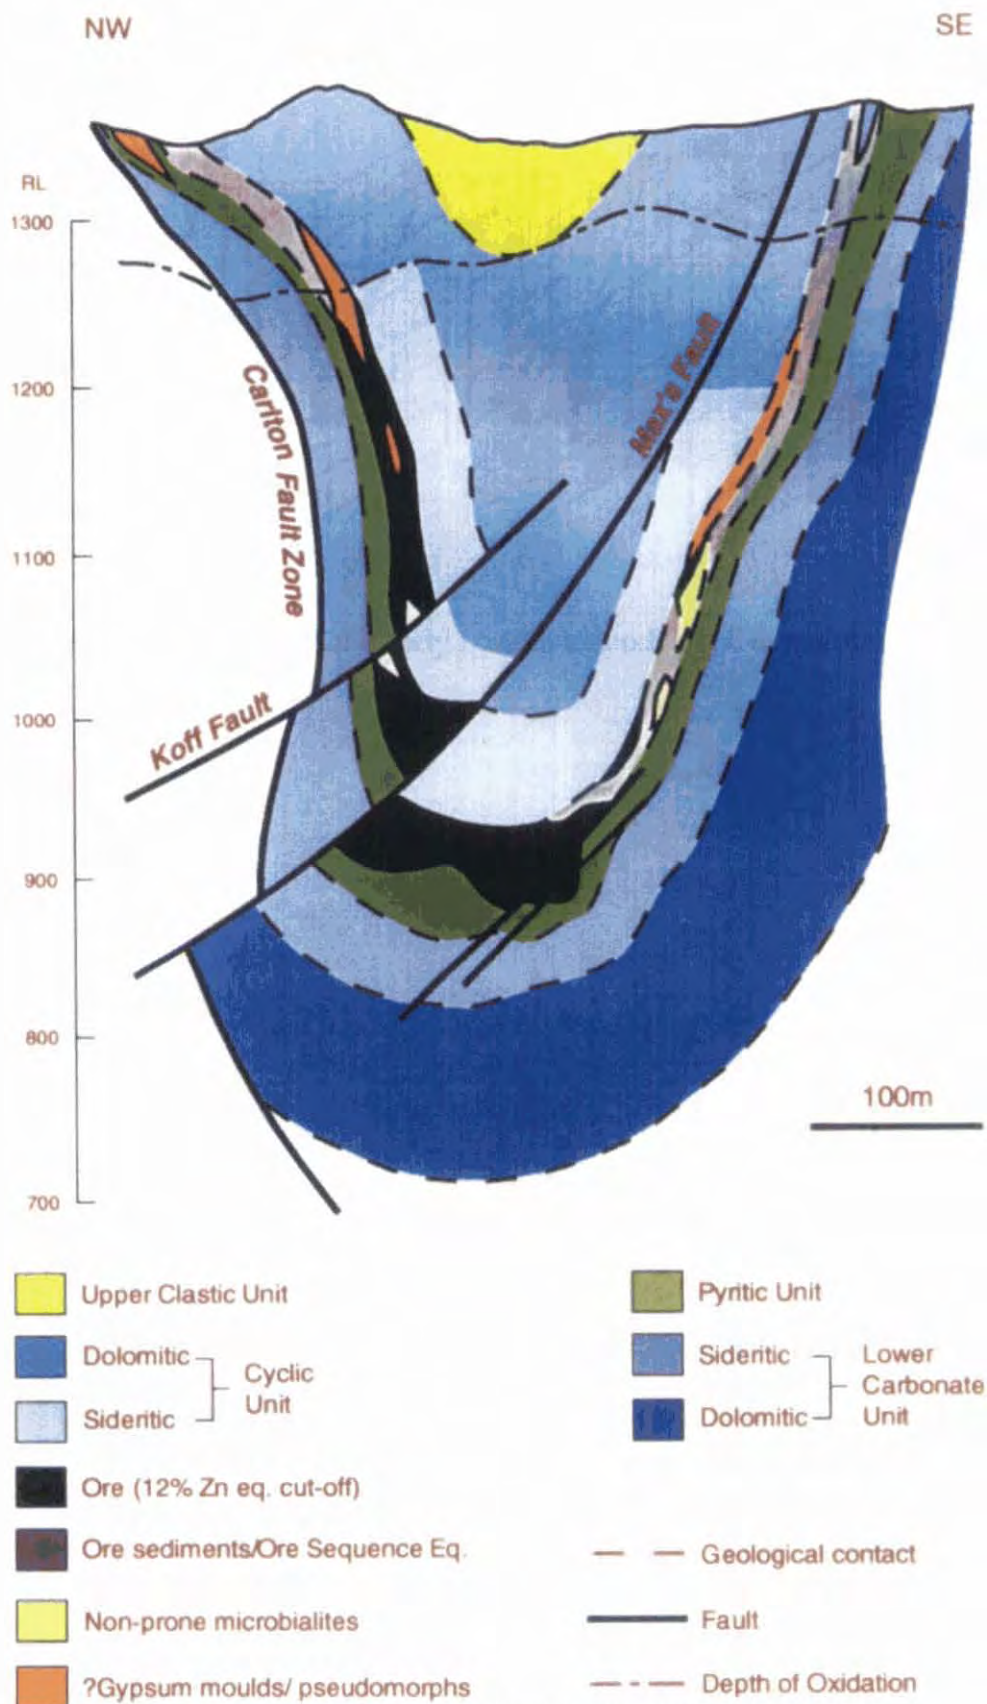 NW
SE
RL
1300
1200
1100
1000
900
800
700
Carlton Fault Zone
Max's Fault
Koff Fault
100m
Upper Clastic Unit
Dolomitic
Sideritic
Cyclic
Unit
Ore (12% Zn eq. cut-off)
Ore sediments/Ore Sequence Eq.
Non-prone microbialites
?Gypsum moulds/ pseudomorphs
Pyritic Unit
Sideritic
Dolomitic
Lower
Carbonate
Unit
Geological contact
Fault
Depth of Oxidation